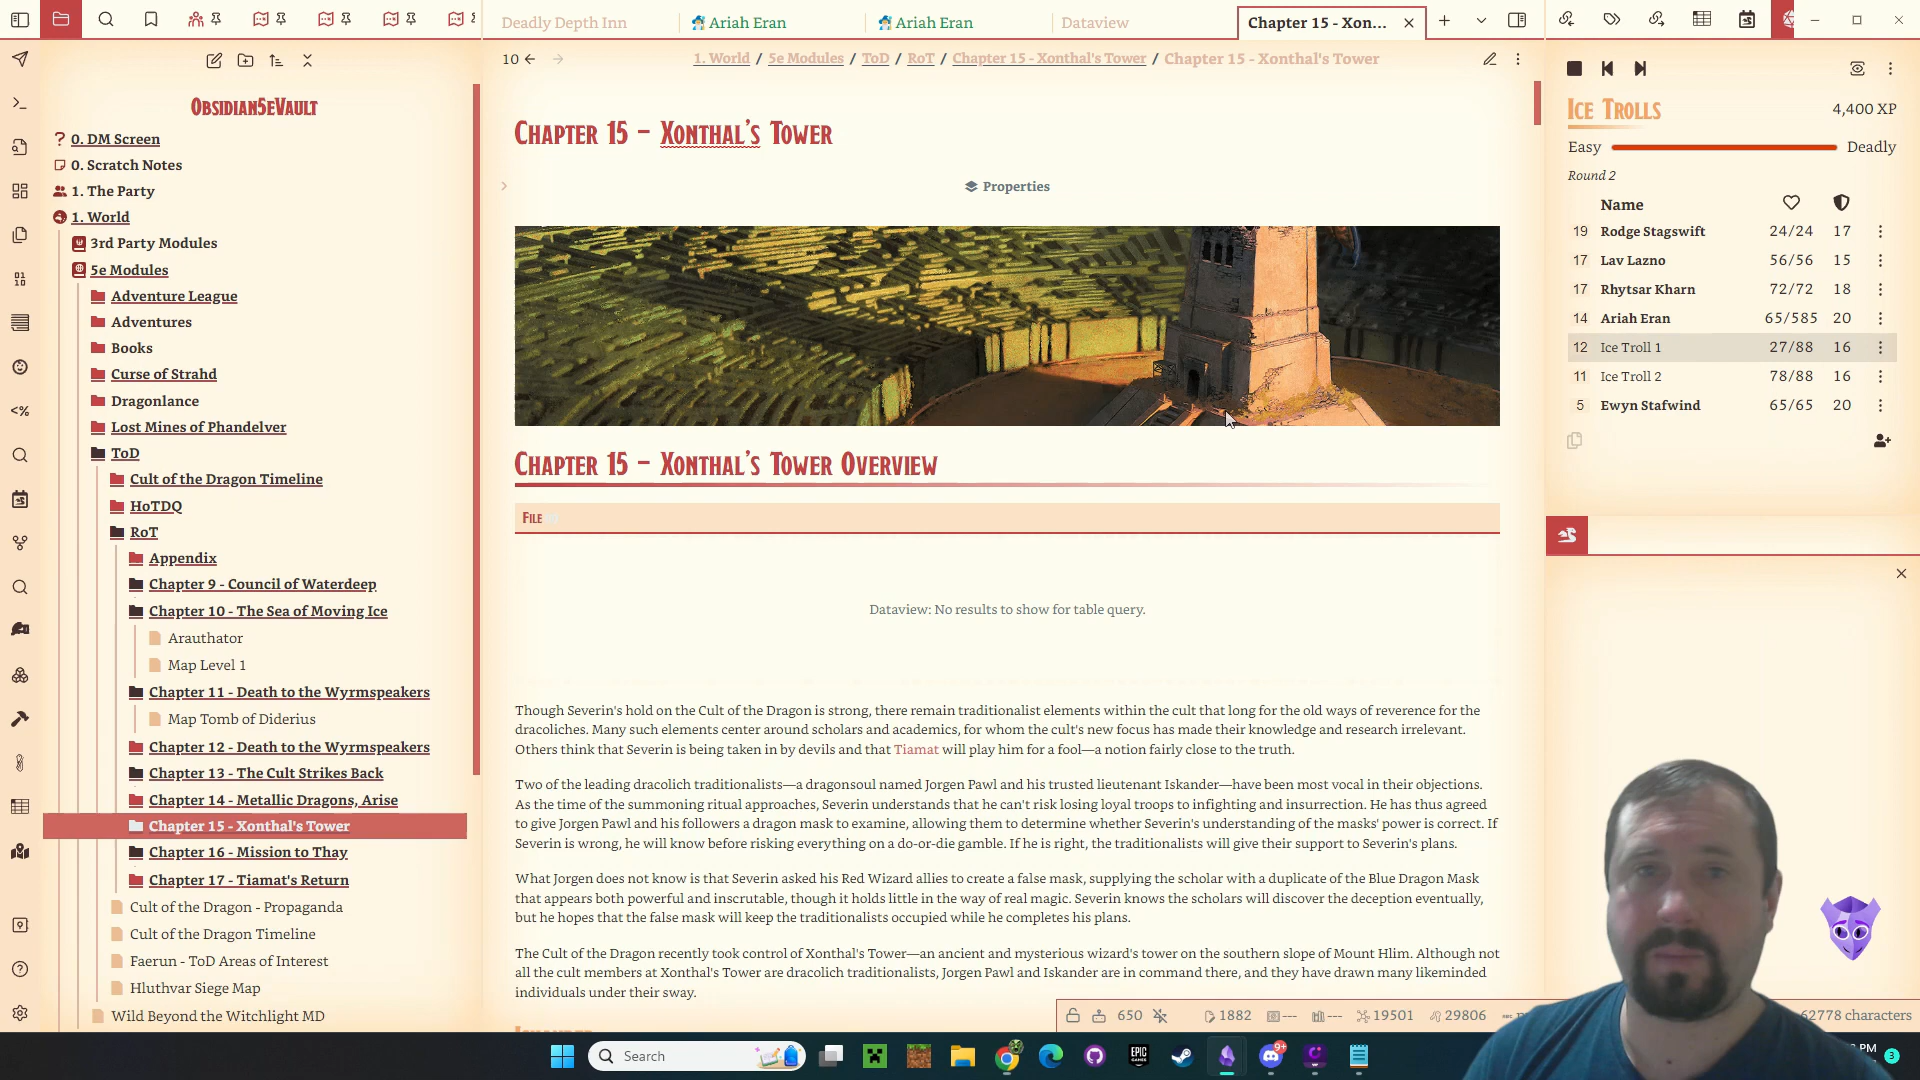 Deadly Depth Inn
Ariah Eran
Ariah Eran
Dataview
Chapter 15 - Xon...
10
1. World / 5e Modules / ToD / RoT / Chapter 15 - Xonthal's Tower / Chapter 15 - Xonthal's Tower
Obsidian5eVault
0. DM Screen
0. Scratch Notes
1. The Party
1. World
3rd Party Modules
5e Modules
Adventure League
Adventures
Books
Curse of Strahd
Dragonlance
Lost Mines of Phandelver
ToD
Cult of the Dragon Timeline
HoTDQ
RoT
Appendix
Chapter 9 - Council of Waterdeep
Chapter 10 - The Sea of Moving Ice
Arauthator
Map Level 1
Chapter 11 - Death to the Wyrmspeakers
Map Tomb of Diderius
Chapter 12 - Death to the Wyrmspeakers
Chapter 13 - The Cult Strikes Back
Chapter 14 - Metallic Dragons, Arise
Chapter 15 - Xonthal's Tower
Chapter 16 - Mission to Thay
Chapter 17 - Tiamat's Return
Cult of the Dragon - Propaganda
Cult of the Dragon Timeline
Faerun - ToD Areas of Interest
Hluthvar Siege Map
Wild Beyond the Witchlight MD
Chapter 15 - Xonthal's Tower
Properties
Chapter 15 - Xonthal's Tower Overview
File
Dataview: No results to show for table query.
Though Severin's hold on the Cult of the Dragon is strong, there remain traditionalist elements within the cult that long for the old ways of reverence for the
dracoliches. Many such elements center around scholars and academics, for whom the cult's new focus has made their knowledge and research irrelevant.
Others think that Severin is being taken in by devils and that Tiamat will play him for a fool—a notion fairly close to the truth.
Two of the leading dracolich traditionalists—a dragonsoul named Jorgen Pawl and his trusted lieutenant Iskander—have been most vocal in their objections.
As the time of the summoning ritual approaches, Severin understands that he can't risk losing loyal troops to infighting and insurrection. He has thus agreed
to give Jorgen Pawl and his followers a dragon mask to examine, allowing them to determine whether Severin's understanding of the masks' power is correct. If
Severin is wrong, he will know before risking everything on a do-or-die gamble. If he is right, the traditionalists will give their support to Severin's plans.
What Jorgen does not know is that Severin asked his Red Wizard allies to create a false mask, supplying the scholar with a duplicate of the Blue Dragon Mask
that appears both powerful and inscrutable, though it holds little in the way of real magic. Severin knows the scholars will discover the deception eventually,
but he hopes that the false mask will keep the traditionalists occupied while he completes his plans.
The Cult of the Dragon recently took control of Xonthal's Tower—an ancient and mysterious wizard's tower on the southern slope of Mount Hlim. Although not
all the cult members at Xonthal's Tower are dracolich traditionalists, Jorgen Pawl and Iskander are in command there, and they have drawn many likeminded
individuals under their sway.
Ice Trolls 4,400 XP
Easy Deadly
Round 2
Name
19 Rodge Stagswift 24/24 17
17 Lav Lazno 56/56 15
17 Rhytsar Kharn 72/72 18
14 Ariah Eran 65/585 20
12 Ice Troll 1 27/88 16
11 Ice Troll 2 78/88 16
5 Ewyn Stafwind 65/65 20
650 1882 --- --- 19501 29806 62778 characters
Search
EPIC GAMES
9+
PM
3